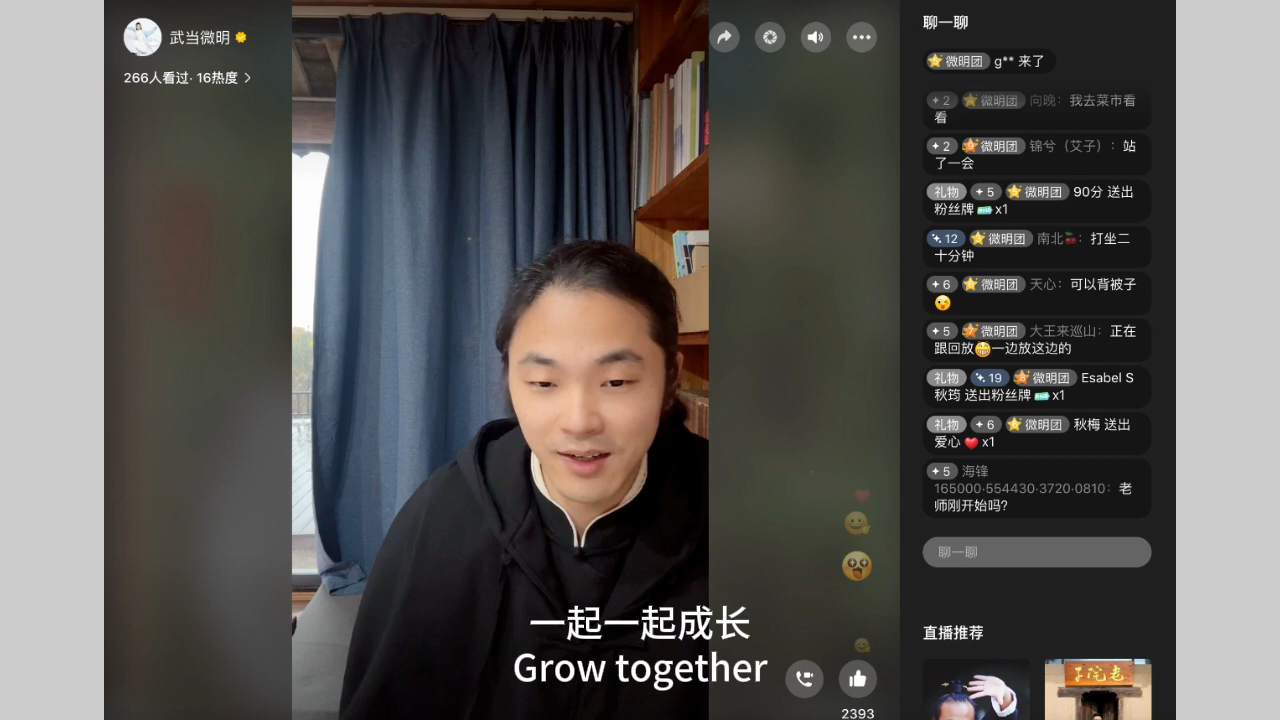 武当微明
266人看过· 16热度
聊一聊
微明团 g** 来了
2 微明团 向晚：我去菜市看
看
2 微明团 锦兮（艾子）：站
了一会
礼物 5 微明团 90分 送出
粉丝牌 x1
12 微明团 南北🍒：打坐二
十分钟
6 微明团 天心：可以背被子
😉
5 微明团 大王来巡山：正在
跟回放😁一边放这边的
礼物 19 微明团 Esabel S
秋筠 送出粉丝牌 x1
礼物 6 微明团 秋梅 送出
爱心❤️ x1
5 海锋
165000·554430·3720·0810：老
师刚开始吗?
聊一聊
一起一起成长
Grow together
2393
直播推荐